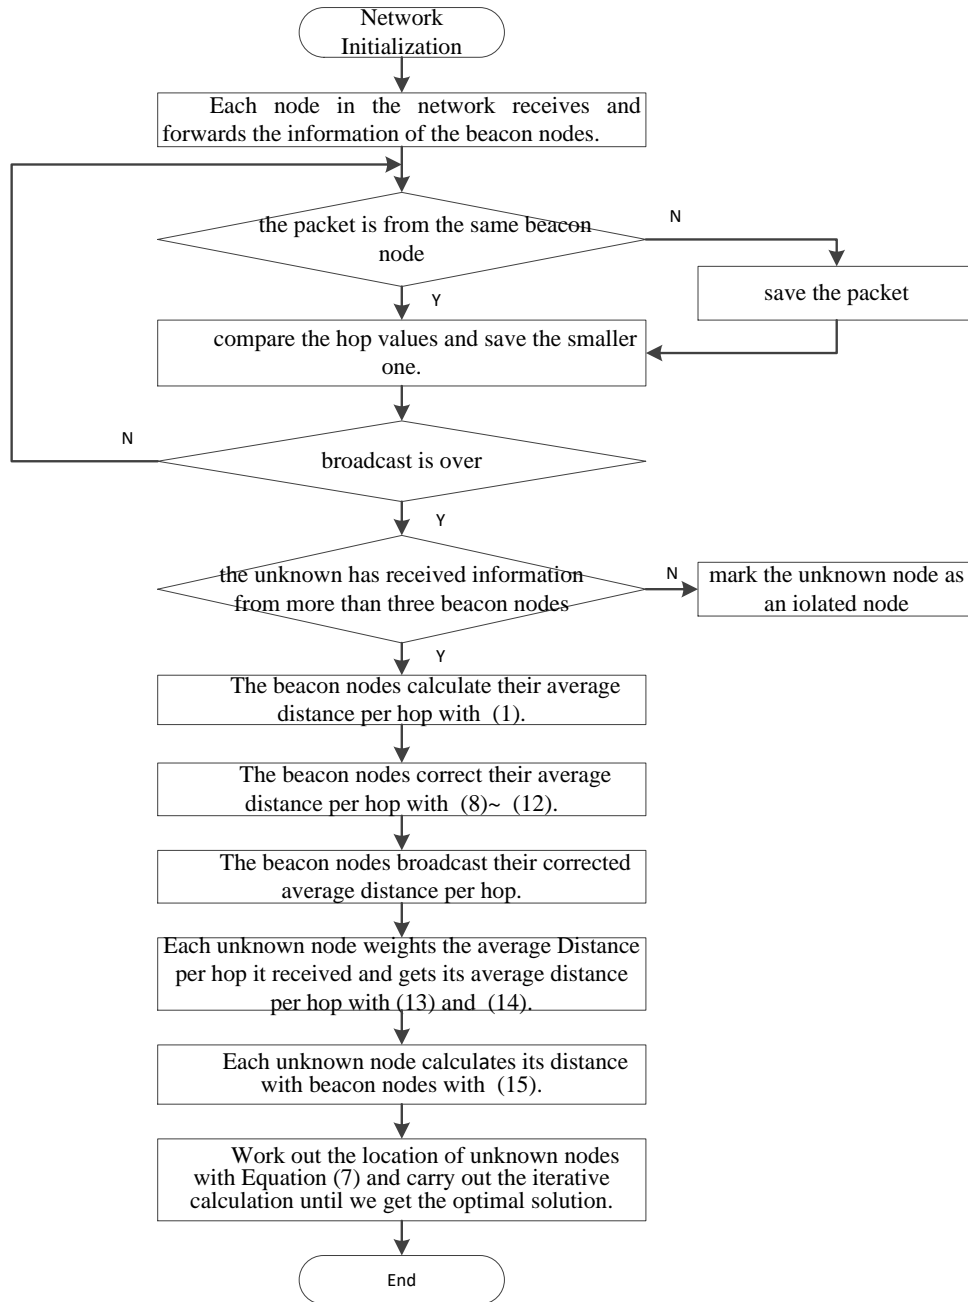 Network
Initialization
Each node in the network receives and
forwards the information of the beacon nodes.
the packet is from the same beacon
node
N
save the packet
Y
compare the hop values and save the smaller
one.
N
broadcast is over
Y
the unknown has received information
from more than three beacon nodes
N
mark the unknown node as
an iolated node
Y
The beacon nodes calculate their average
distance per hop with (1).
The beacon nodes correct their average
distance per hop with (8)~ (12).
The beacon nodes broadcast their corrected
average distance per hop.
Each unknown node weights the average Distance
per hop it received and gets its average distance
per hop with (13) and (14).
Each unknown node calculates its distance
with beacon nodes with (15).
Work out the location of unknown nodes
with Equation (7) and carry out the iterative
calculation until we get the optimal solution.
End